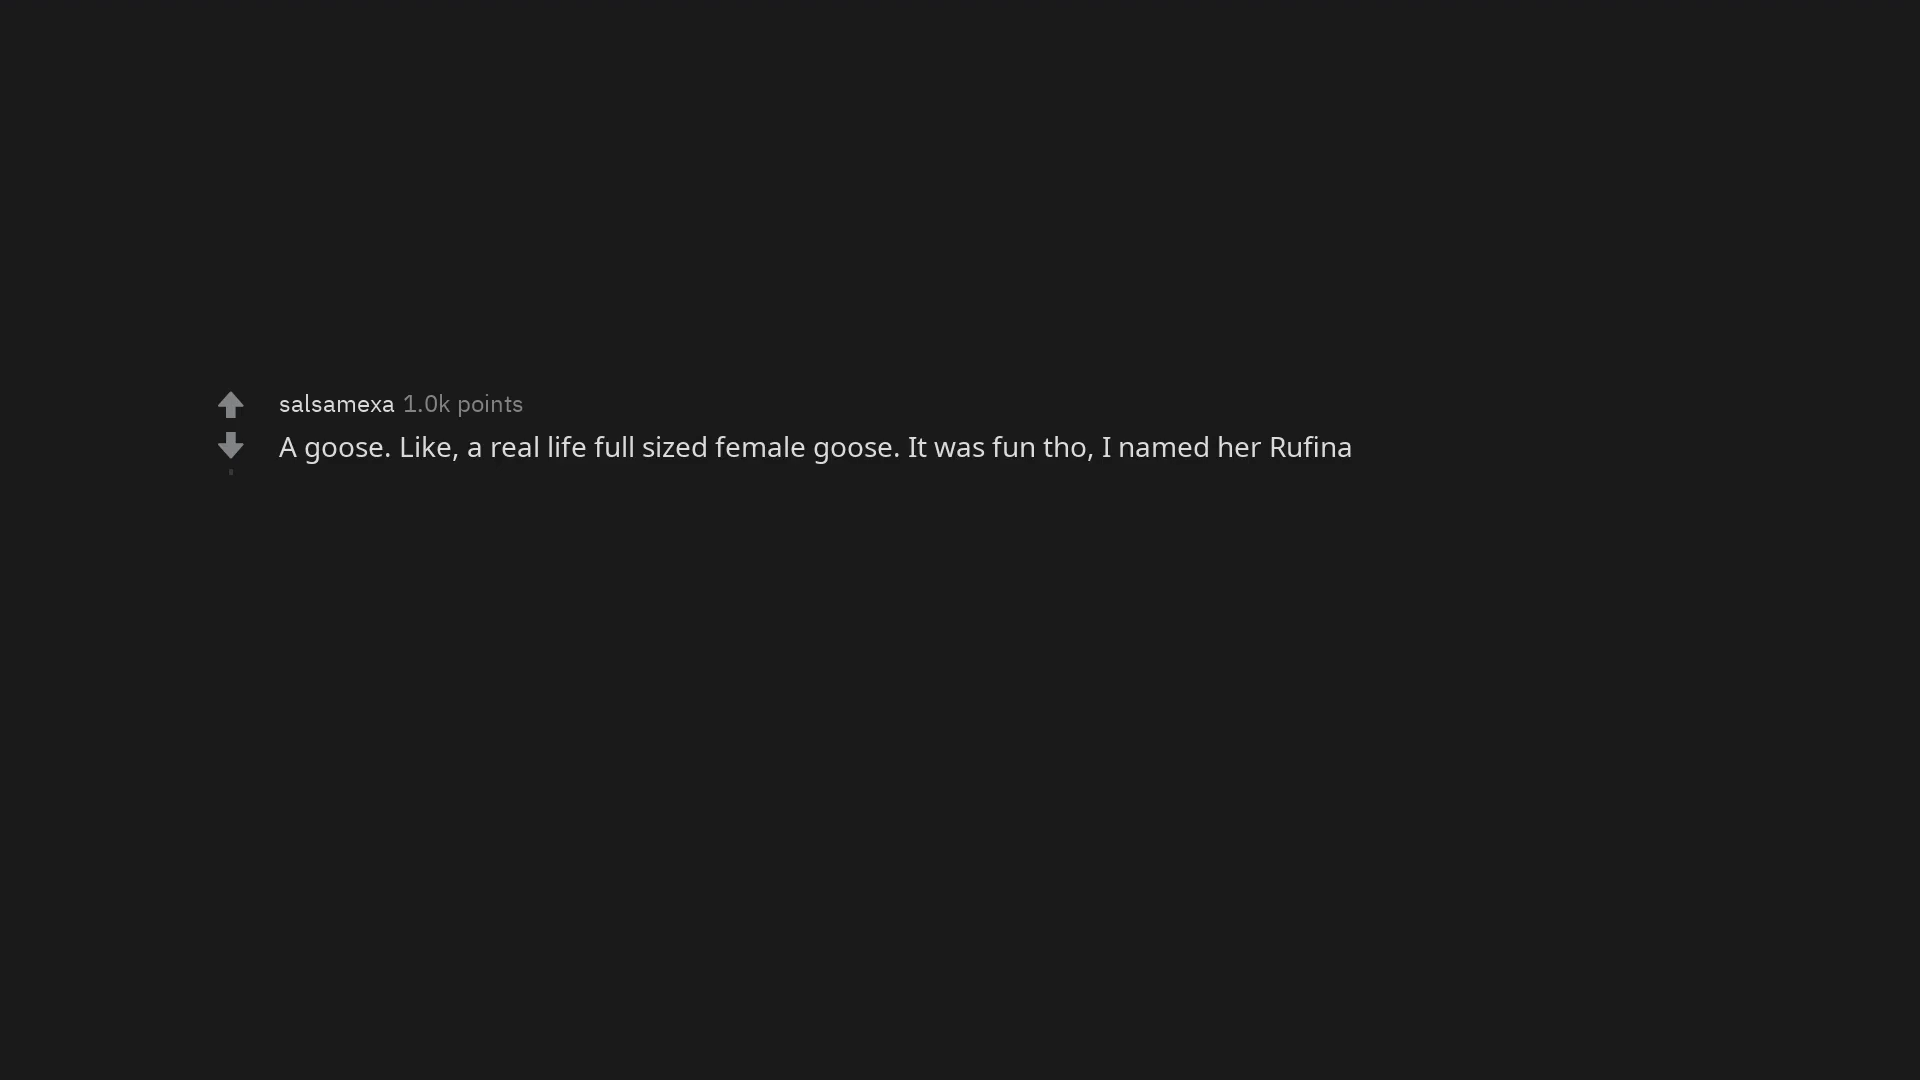 salsamexa 1.0k points
A goose. Like, a real life full sized female goose. It was fun tho, I named her Rufina